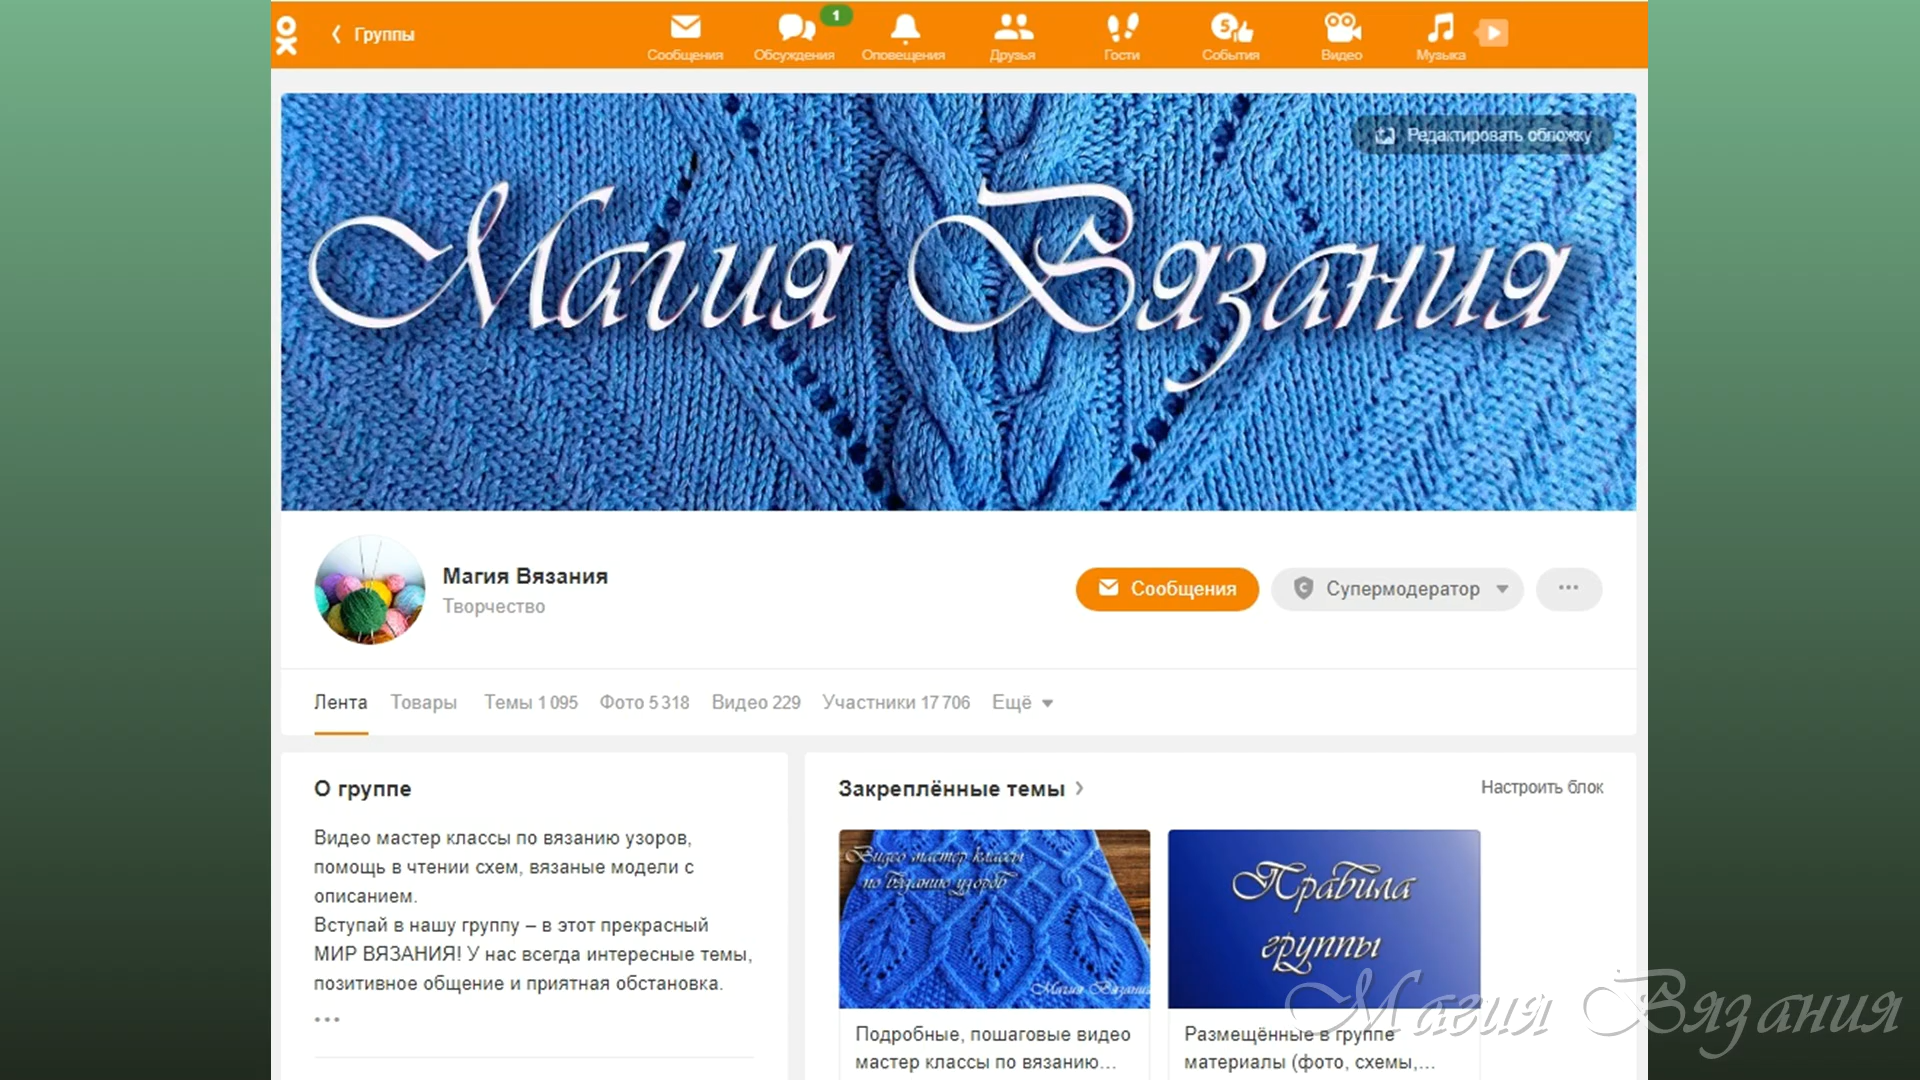 Группы
Сообщения
Обсуждения
1
Оповещения
Друзья
Гости
5
События
Видео
Музыка
Редактировать обложку
Магия Вязания
Магия Вязания
Творчество
Сообщения
Супермодератор
Лента
Товары
Темы 1 095
Фото 5 318
Видео 229
Участники 17 706
Ещё
О группе
Видео мастер классы по вязанию узоров,
помощь в чтении схем, вязаные модели с
описанием.
Вступай в нашу группу – в этот прекрасный
МИР ВЯЗАНИЯ! У нас всегда интересные темы,
позитивное общение и приятная обстановка.
Закреплённые темы
Настроить блок
Видео мастер классы
по вязанию узоров
Магия Вязания
Подробные, пошаговые видео
мастер классы по вязанию...
Правила
группы
Размещённые в группе
материалы (фото, схемы,...
Магия Вязания